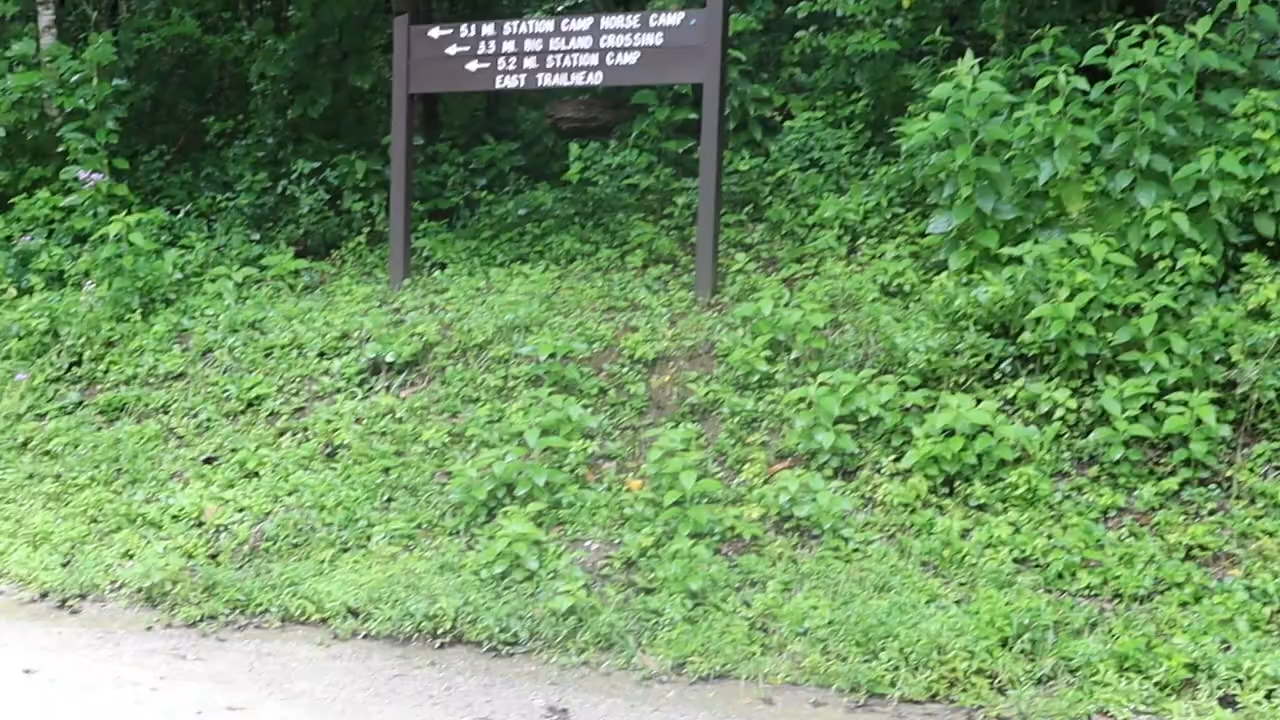 ← 5.1 MI. STATION CAMP HORSE CAMP
← 3.3 MI. BIG ISLAND CROSSING
← 5.2 MI. STATION CAMP
EAST TRAILHEAD